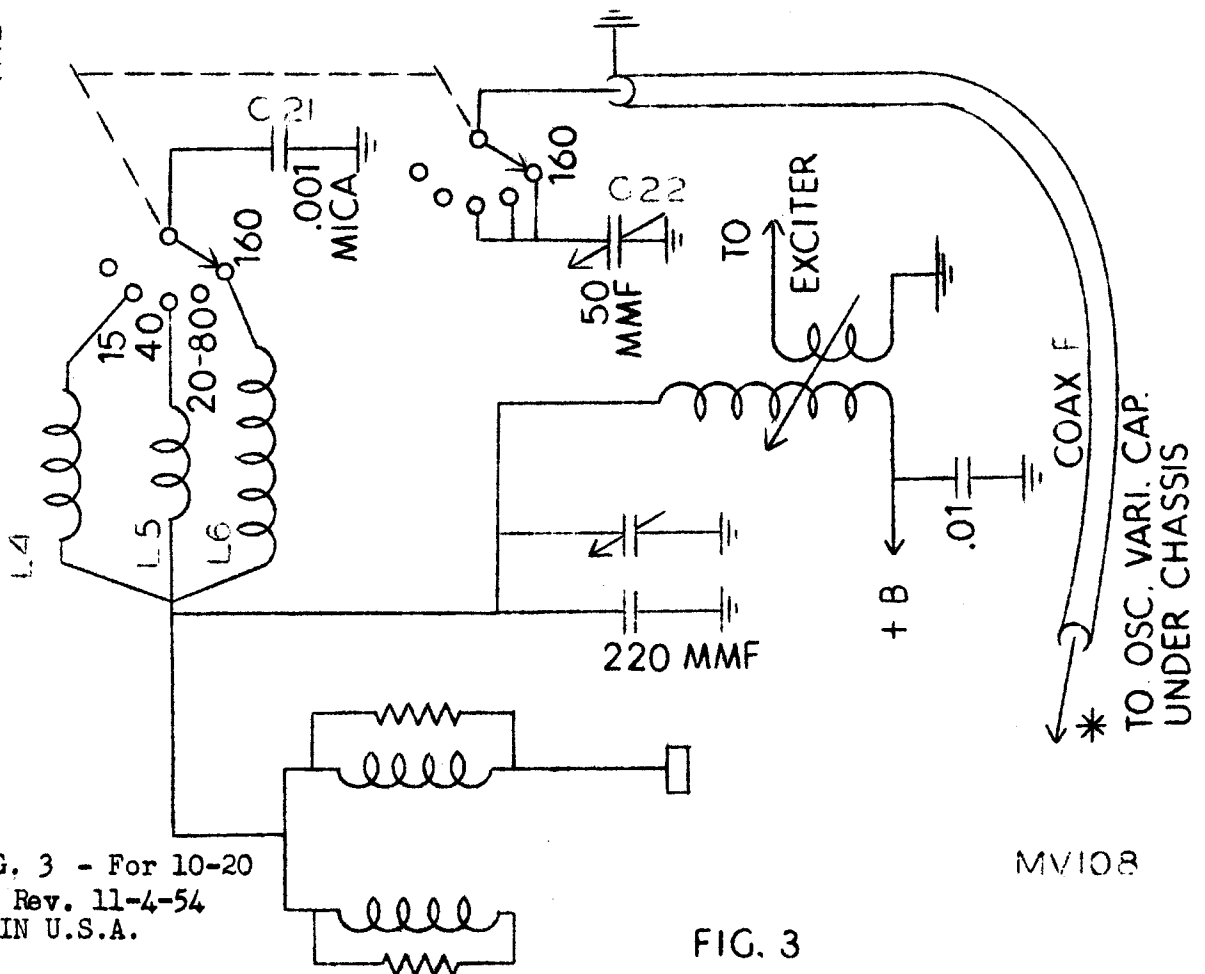 C21
.001
MICA
160
15
40
20-80
L4
L5
L6
160
C22
50
MMF
TO
EXCITER
COAX F
+ B
.01
220 MMF
* TO OSC. VARI. CAP.
UNDER CHASSIS
G. 3 - For 10-20
Rev. 11-4-54
IN U.S.A.
FIG. 3
MV108